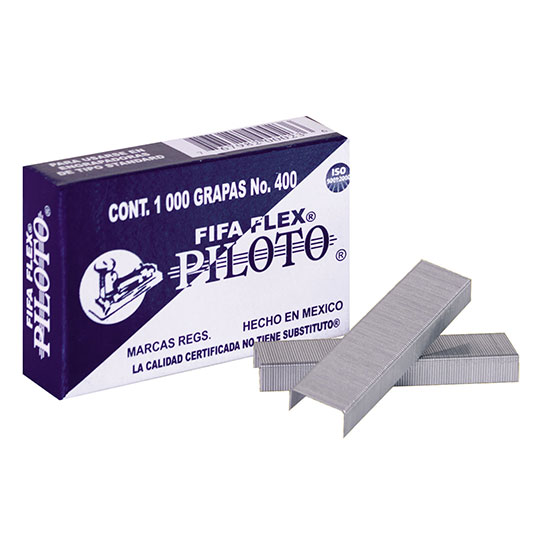 PARA USARSE EN
ENGRAPADORAS
DE TIPO STANDARD
CONT. 1 000 GRAPAS No. 400
ISO
FIFA FLEX®
PILOTO®
MARCAS REGS.
HECHO EN MEXICO
LA CALIDAD CERTIFICADA NO TIENE SUBSTITUTO®
FIFA FLEX®
PILOTO®